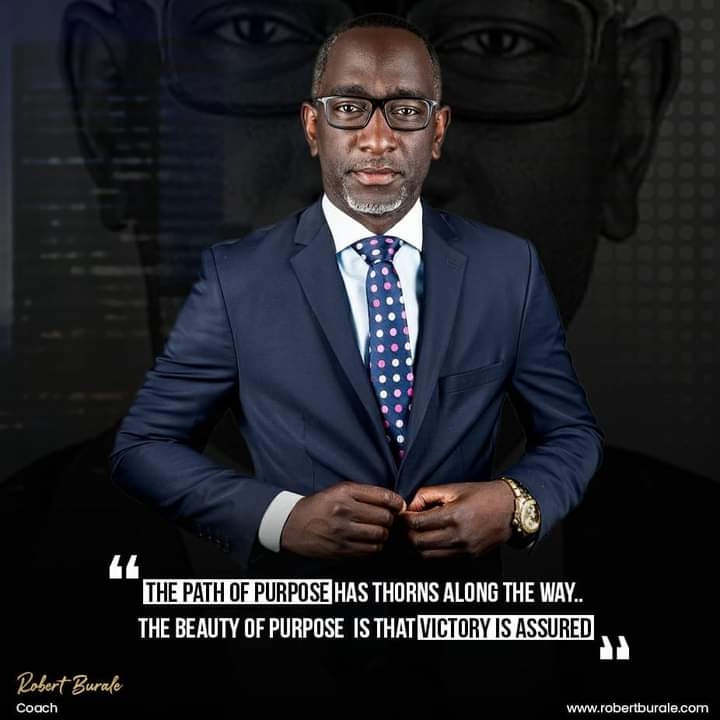 “
THE PATH OF PURPOSE HAS THORNS ALONG THE WAY..
THE BEAUTY OF PURPOSE IS THAT VICTORY IS ASSURED
”
Robert Burale
Coach
www.robertburale.com